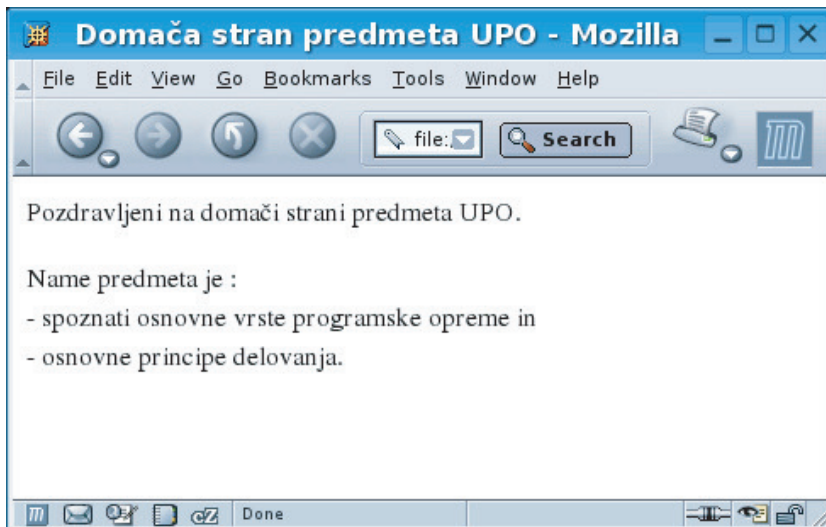 Domača stran predmeta UPO - Mozilla
File Edit View Go Bookmarks Tools Window Help
file:/ Search
Pozdravljeni na domači strani predmeta UPO.
Name predmeta je :
- spoznati osnovne vrste programske opreme in
- osnovne principe delovanja.
Done